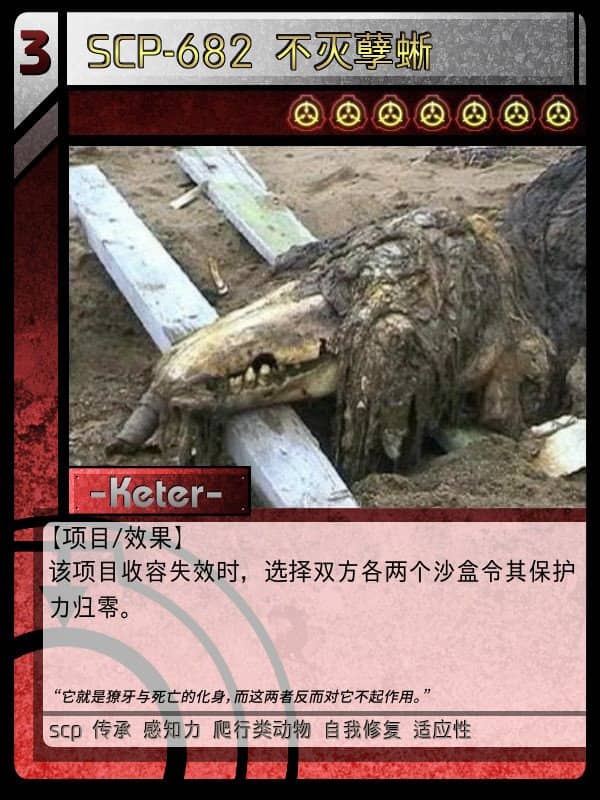 3
SCP-682 不灭孽蜥
-Keter-
【项目/效果】
该项目收容失效时，选择双方各两个沙盒令其保护
力归零。
“它就是獠牙与死亡的化身,而这两者反而对它不起作用。”
scp 传承 感知力 爬行类动物 自我修复 适应性